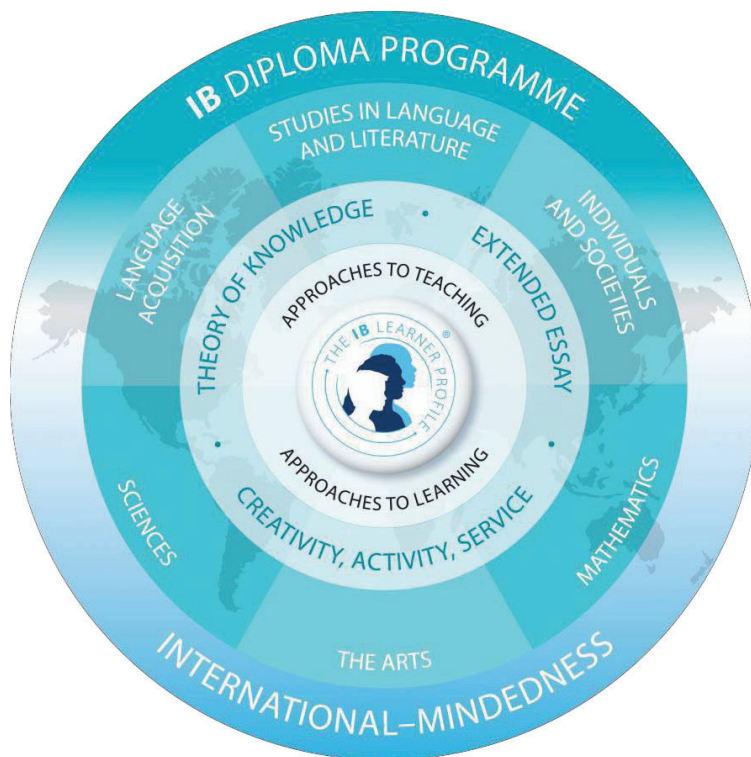 IB DIPLOMA PROGRAMME
STUDIES IN LANGUAGE
AND LITERATURE
LANGUAGE
ACQUISITION
INDIVIDUALS
AND SOCIETIES
THEORY OF KNOWLEDGE
•
EXTENDED ESSAY
APPROACHES TO TEACHING
THE IB LEARNER PROFILE
®
APPROACHES TO LEARNING
•
•
CREATIVITY, ACTIVITY, SERVICE
SCIENCES
MATHEMATICS
THE ARTS
INTERNATIONAL–MINDEDNESS